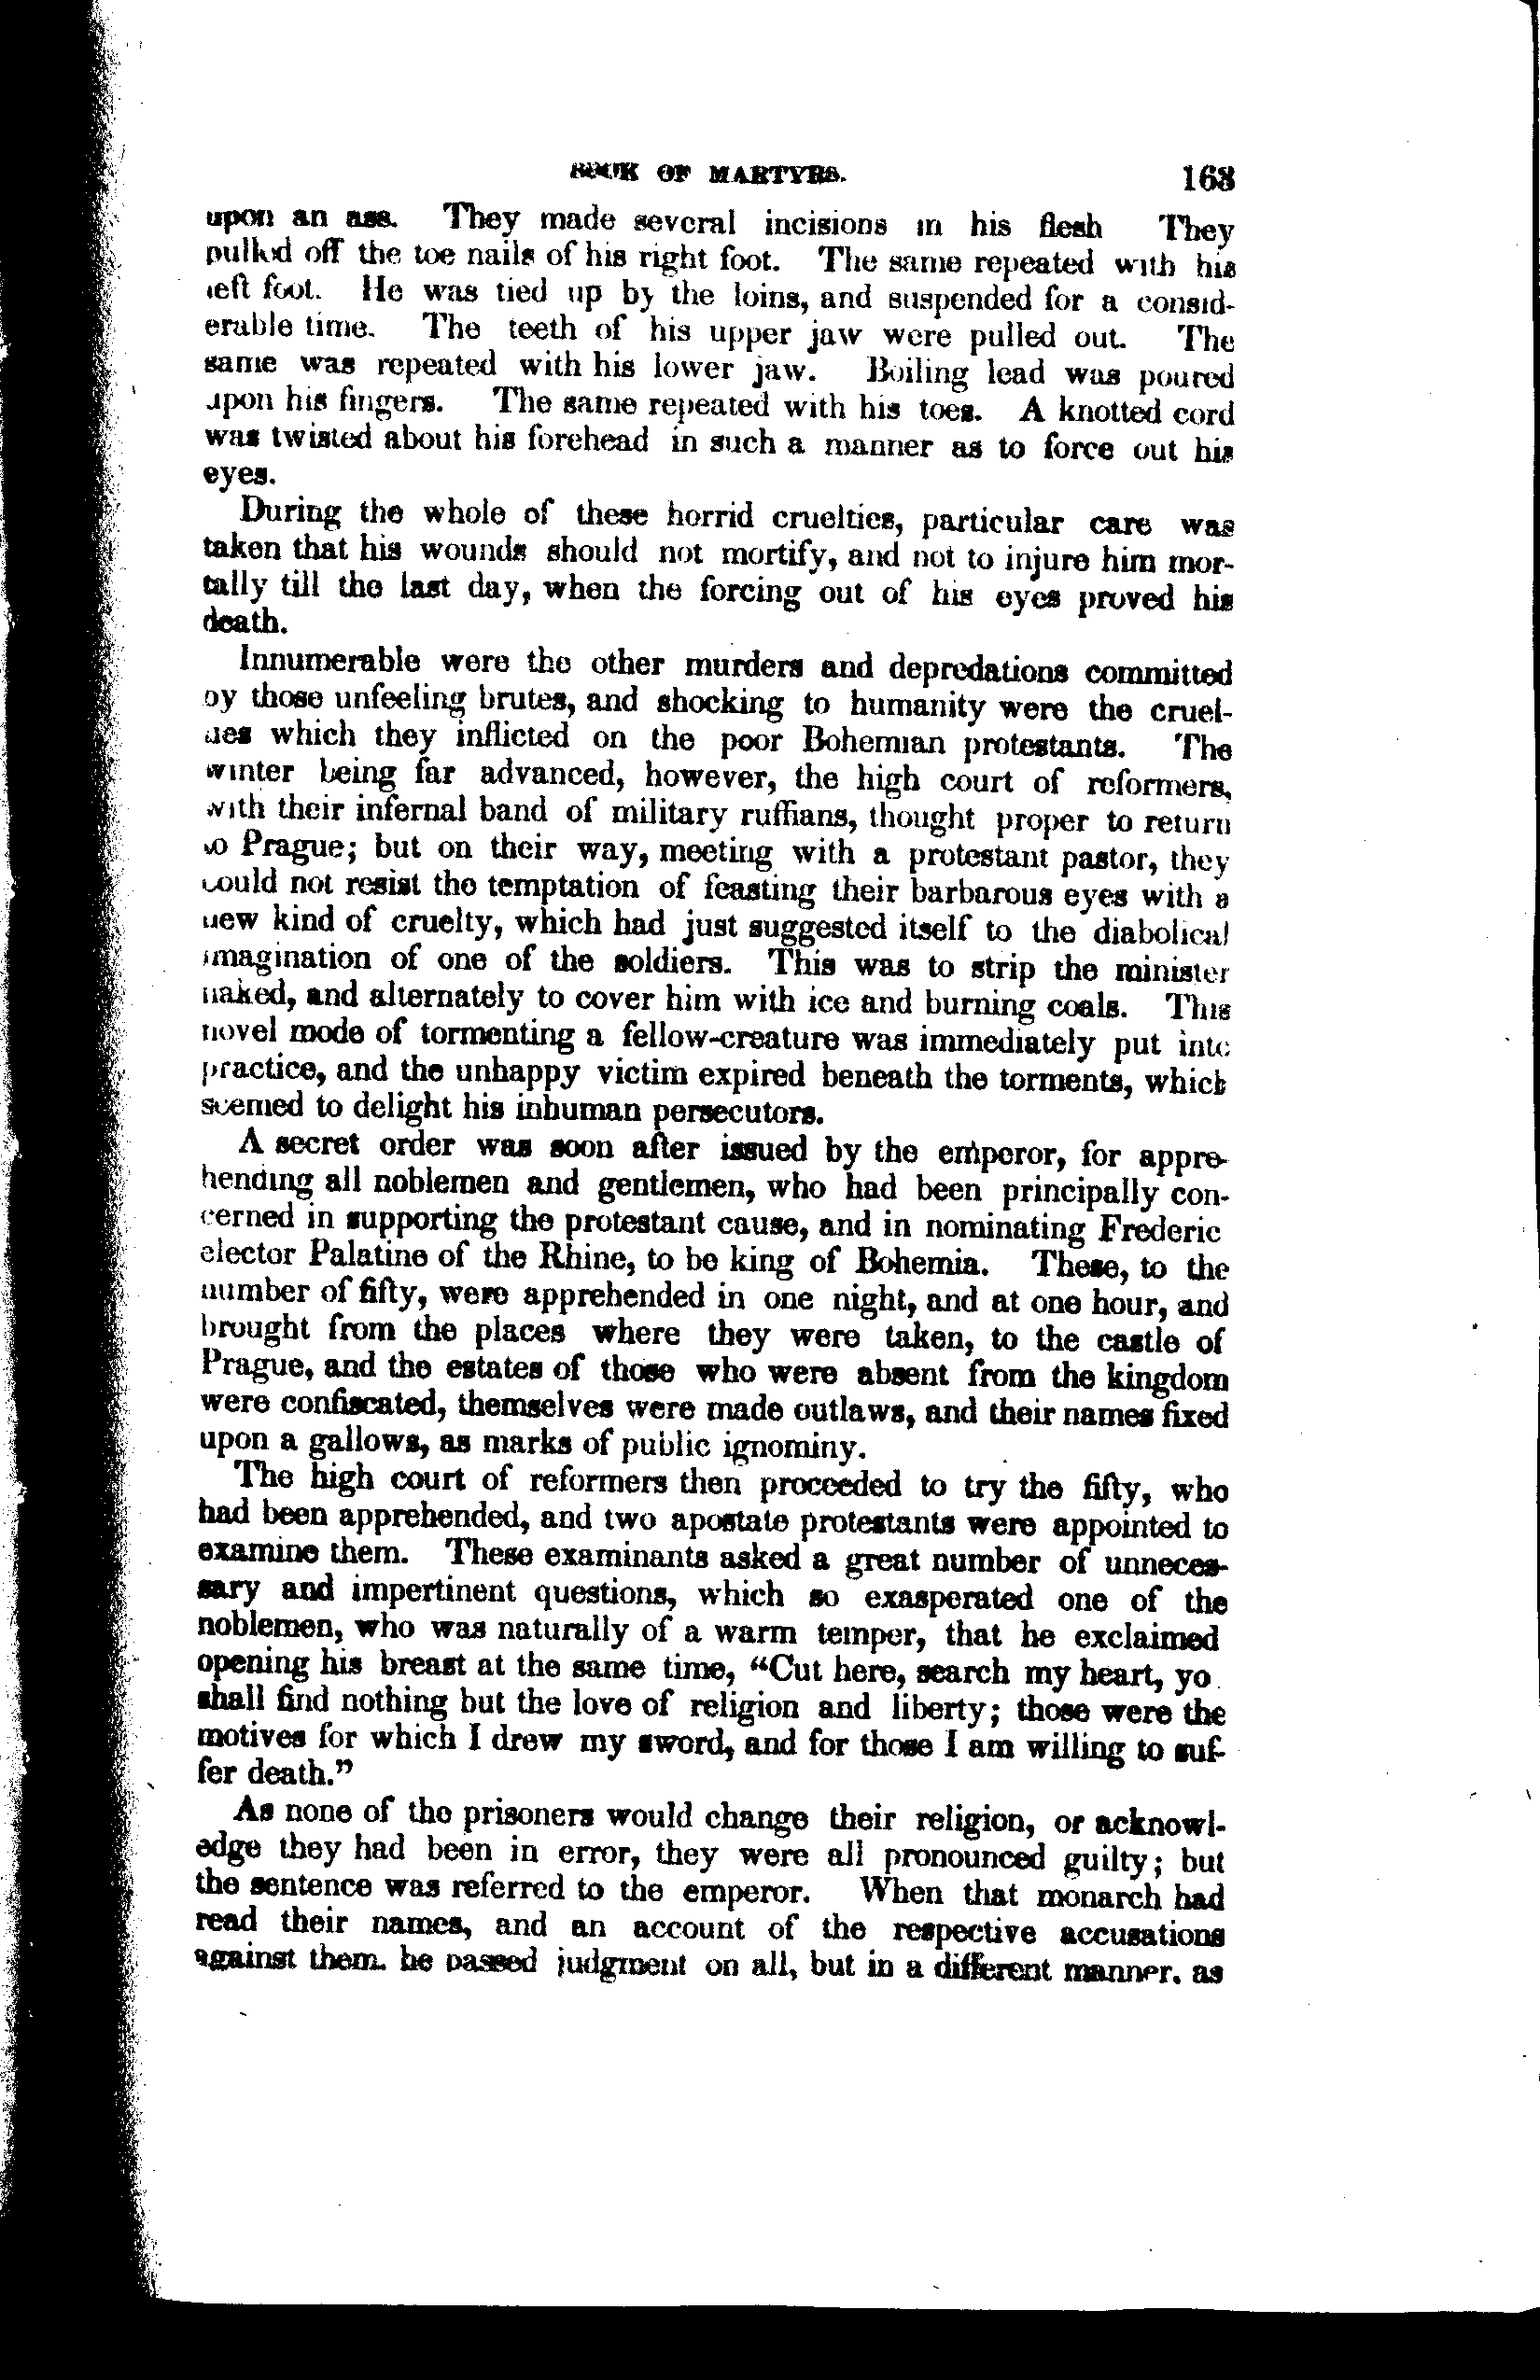 BOOK OF MARTYRS. 163
upon an ass. They made several incisions in his flesh They
pulled off the toe nails of his right foot. The same repeated with his
left foot. He was tied up by the loins, and suspended for a consid-
erable time. The teeth of his upper jaw were pulled out. The
same was repeated with his lower jaw. Boiling lead was poured
upon his fingers. The same repeated with his toes. A knotted cord
was twisted about his forehead in such a manner as to force out his
eyes.
During the whole of these horrid cruelties, particular care was
taken that his wounds should not mortify, and not to injure him mor-
tally till the last day, when the forcing out of his eyes proved his
death.
Innumerable were the other murders and depredations committed
by those unfeeling brutes, and shocking to humanity were the cruel-
ties which they inflicted on the poor Bohemian protestants. The
winter being far advanced, however, the high court of reformers,
with their infernal band of military ruffians, thought proper to return
to Prague; but on their way, meeting with a protestant pastor, they
could not resist the temptation of feasting their barbarous eyes with a
new kind of cruelty, which had just suggested itself to the diabolical
imagination of one of the soldiers. This was to strip the minister
naked, and alternately to cover him with ice and burning coals. This
novel mode of tormenting a fellow-creature was immediately put into
practice, and the unhappy victim expired beneath the torments, which
seemed to delight his inhuman persecutors.
A secret order was soon after issued by the emperor, for appre-
hending all noblemen and gentlemen, who had been principally con-
cerned in supporting the protestant cause, and in nominating Frederic
elector Palatine of the Rhine, to be king of Bohemia. These, to the
number of fifty, were apprehended in one night, and at one hour, and
brought from the places where they were taken, to the castle of
Prague, and the estates of those who were absent from the kingdom
were confiscated, themselves were made outlaws, and their names fixed
upon a gallows, as marks of public ignominy.
The high court of reformers then proceeded to try the fifty, who
had been apprehended, and two apostate protestants were appointed to
examine them. These examinants asked a great number of unneces-
sary and impertinent questions, which so exasperated one of the
noblemen, who was naturally of a warm temper, that he exclaimed
opening his breast at the same time, "Cut here, search my heart, yo
shall find nothing but the love of religion and liberty; those were the
motives for which I drew my sword, and for those I am willing to suf-
fer death."
As none of the prisoners would change their religion, or acknowl-
edge they had been in error, they were all pronounced guilty; but
the sentence was referred to the emperor. When that monarch had
read their names, and an account of the respective accusations
against them. he passed judgment on all, but in a different manner. as